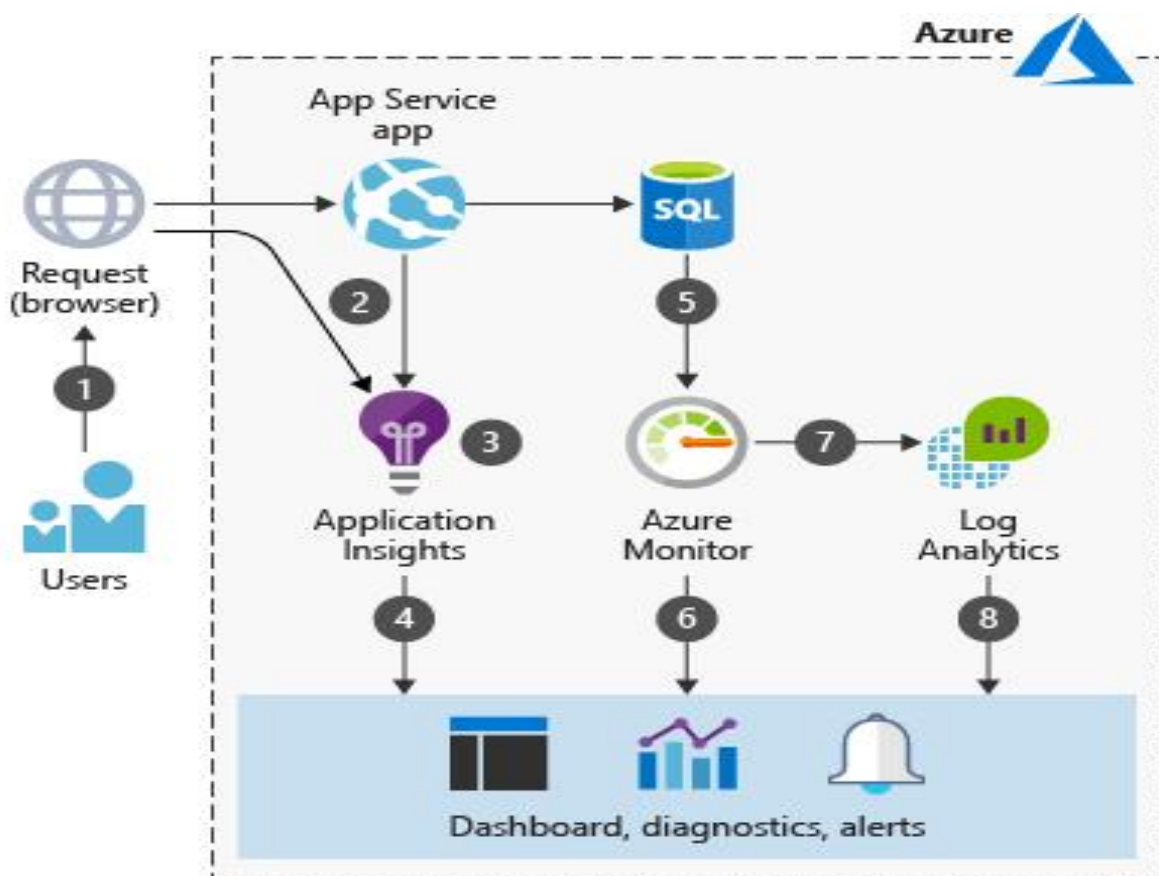 Azure
App Service
app
SQL
Request
(browser)
2
5
1
3
7
Application
Insights
Azure
Monitor
Log
Analytics
Users
4
6
8
Dashboard, diagnostics, alerts